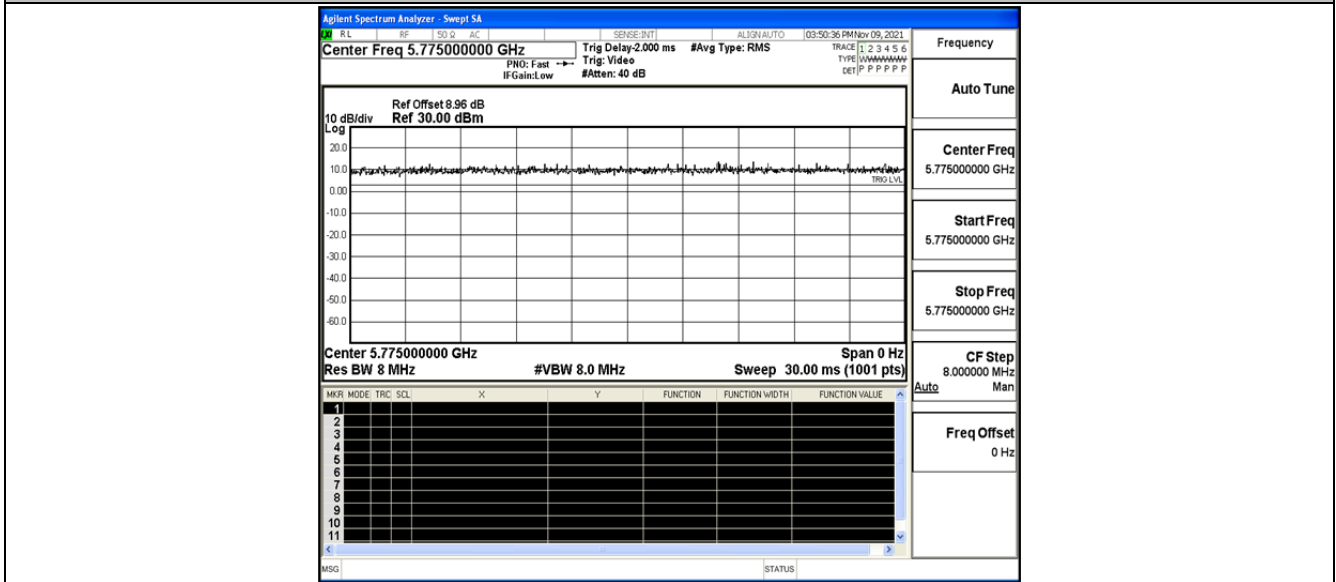 Agilent Spectrum Analyzer - Swept SA
RL RF 50 Ω AC SENSE:INT ALIGNAUTO 03:50:36 PM Nov 09, 2021
Center Freq 5.775000000 GHz
PNO: Fast
IFGain:Low
Trig Delay-2.000 ms
Trig: Video
#Atten: 40 dB
#Avg Type: RMS
TRACE 1 2 3 4 5 6
TYPE WWWWWW
DET P P P P P P
Ref Offset 8.96 dB
10 dB/div Ref 30.00 dBm
Log
20.0
10.0
TRIG LVL
0.00
-10.0
-20.0
-30.0
-40.0
-50.0
-60.0
Center 5.775000000 GHz Span 0 Hz
Res BW 8 MHz #VBW 8.0 MHz Sweep 30.00 ms (1001 pts)
MKR MODE TRC SCL X Y FUNCTION FUNCTION WIDTH FUNCTION VALUE
1
2
3
4
5
6
7
8
9
10
11
MSG STATUS
Frequency
Auto Tune
Center Freq
5.775000000 GHz
Start Freq
5.775000000 GHz
Stop Freq
5.775000000 GHz
CF Step
8.000000 MHz
Auto Man
Freq Offset
0 Hz